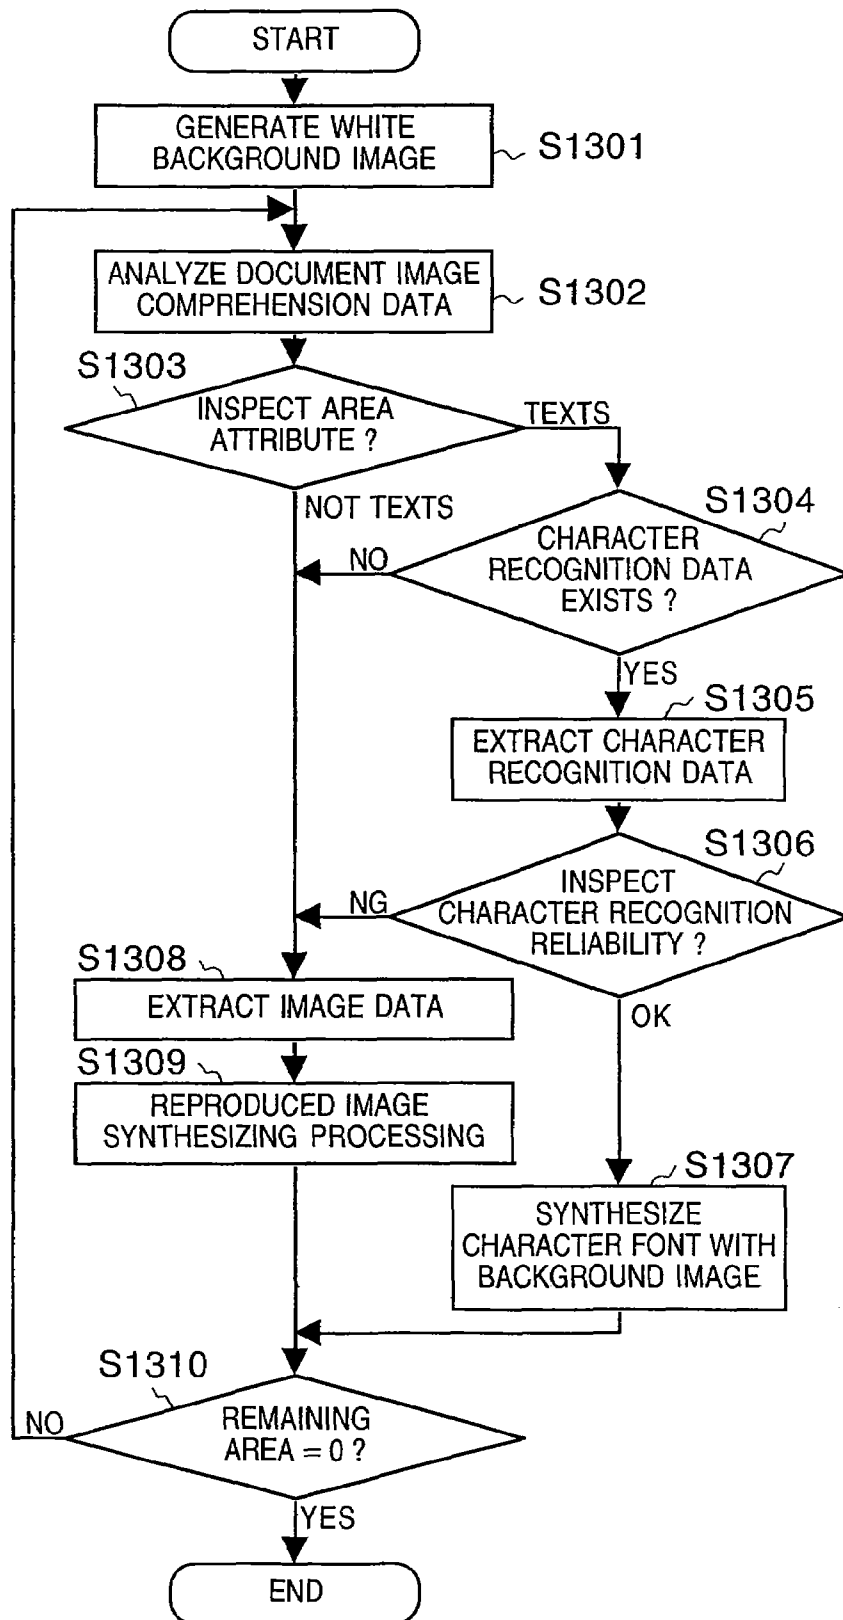 START
GENERATE WHITE
BACKGROUND IMAGE
S1301
ANALYZE DOCUMENT IMAGE
COMPREHENSION DATA
S1302
S1303
INSPECT AREA
ATTRIBUTE ?
TEXTS
NOT TEXTS
S1304
CHARACTER
RECOGNITION DATA
EXISTS ?
NO
YES
S1305
EXTRACT CHARACTER
RECOGNITION DATA
S1306
INSPECT
CHARACTER RECOGNITION
RELIABILITY ?
NG
OK
S1308
EXTRACT IMAGE DATA
S1309
REPRODUCED IMAGE
SYNTHESIZING PROCESSING
S1307
SYNTHESIZE
CHARACTER FONT WITH
BACKGROUND IMAGE
S1310
REMAINING
AREA = 0 ?
NO
YES
END